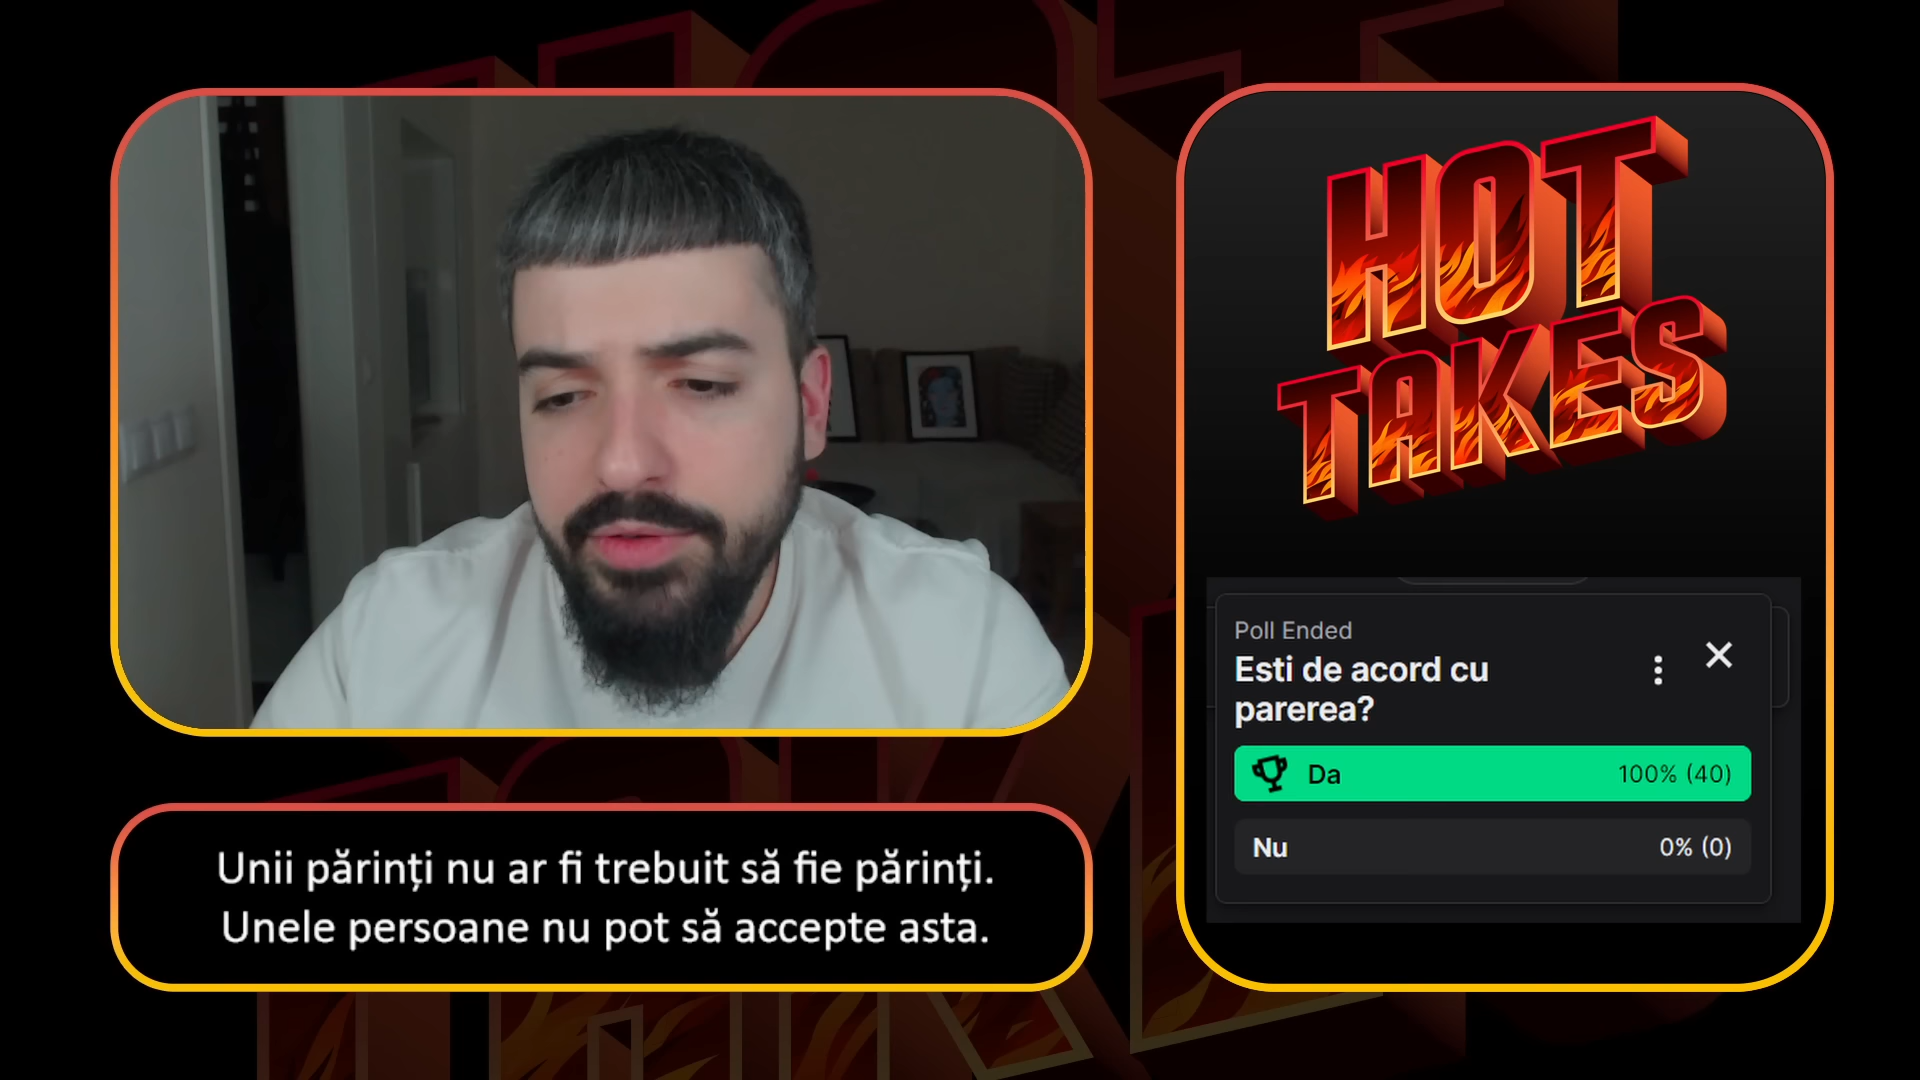 HOT
TAKES
Poll Ended
Esti de acord cu
parerea?
Da 100% (40)
Nu 0% (0)
Unii părinți nu ar fi trebuit să fie părinți.
Unele persoane nu pot să accepte asta.